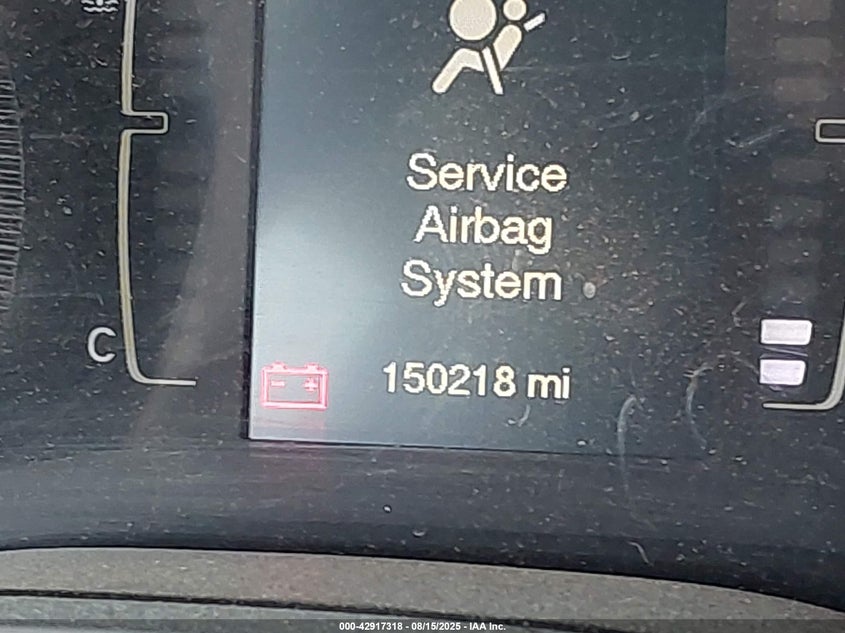 Service
Airbag
System
C
150218 mi
000-42917318 - 08/15/2025 - IAA Inc.